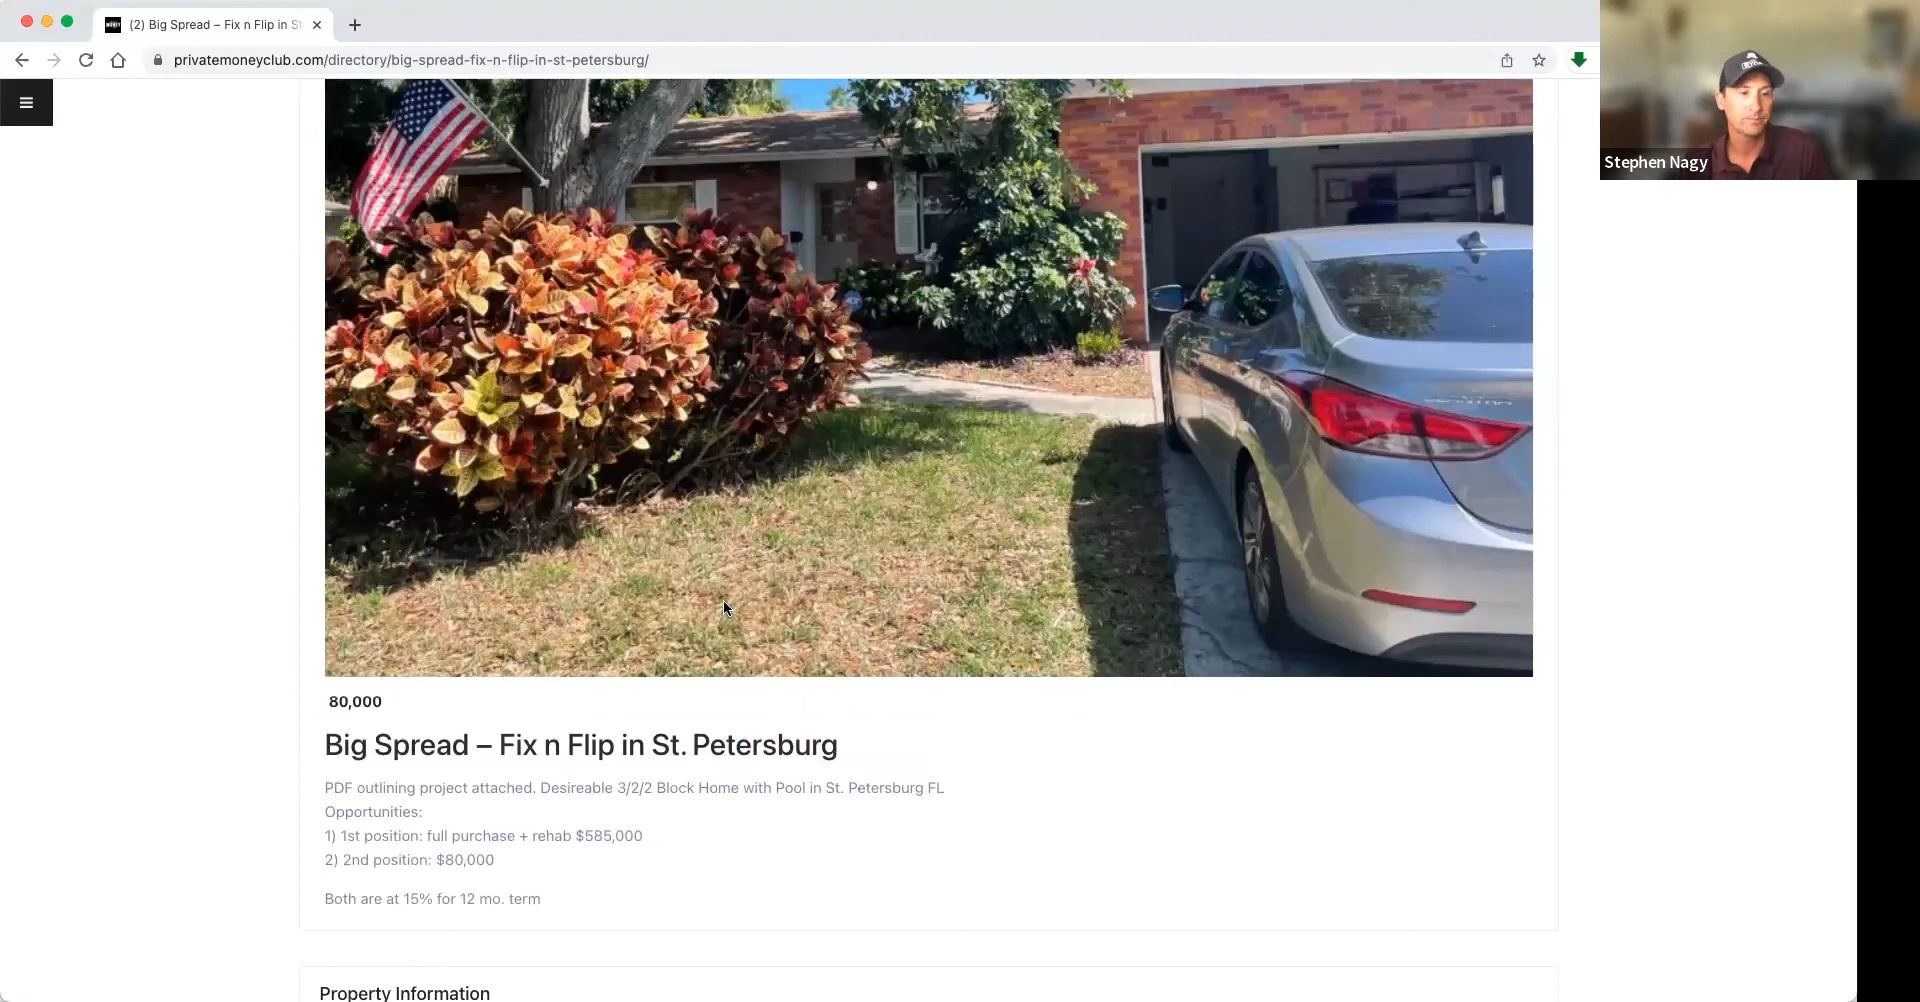 (2) Big Spread – Fix n Flip in St
privatemoneyclub.com/directory/big-spread-fix-n-flip-in-st-petersburg/
Stephen Nagy
80,000
Big Spread – Fix n Flip in St. Petersburg
PDF outlining project attached. Desireable 3/2/2 Block Home with Pool in St. Petersburg FL
Opportunities:
1) 1st position: full purchase + rehab $585,000
2) 2nd position: $80,000
Both are at 15% for 12 mo. term
Property Information